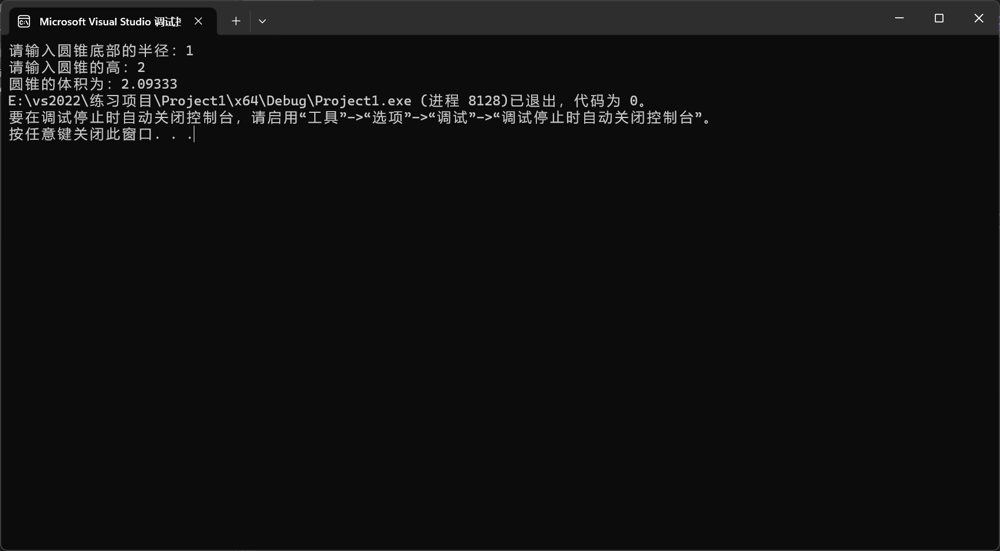 Microsoft Visual Studio 调试
请输入圆锥底部的半径：1
请输入圆锥的高：2
圆锥的体积为：2.09333
E:\vs2022\练习项目\Project1\x64\Debug\Project1.exe (进程 8128)已退出，代码为 0。
要在调试停止时自动关闭控制台，请启用“工具”->“选项”->“调试”->“调试停止时自动关闭控制台”。
按任意键关闭此窗口. . .